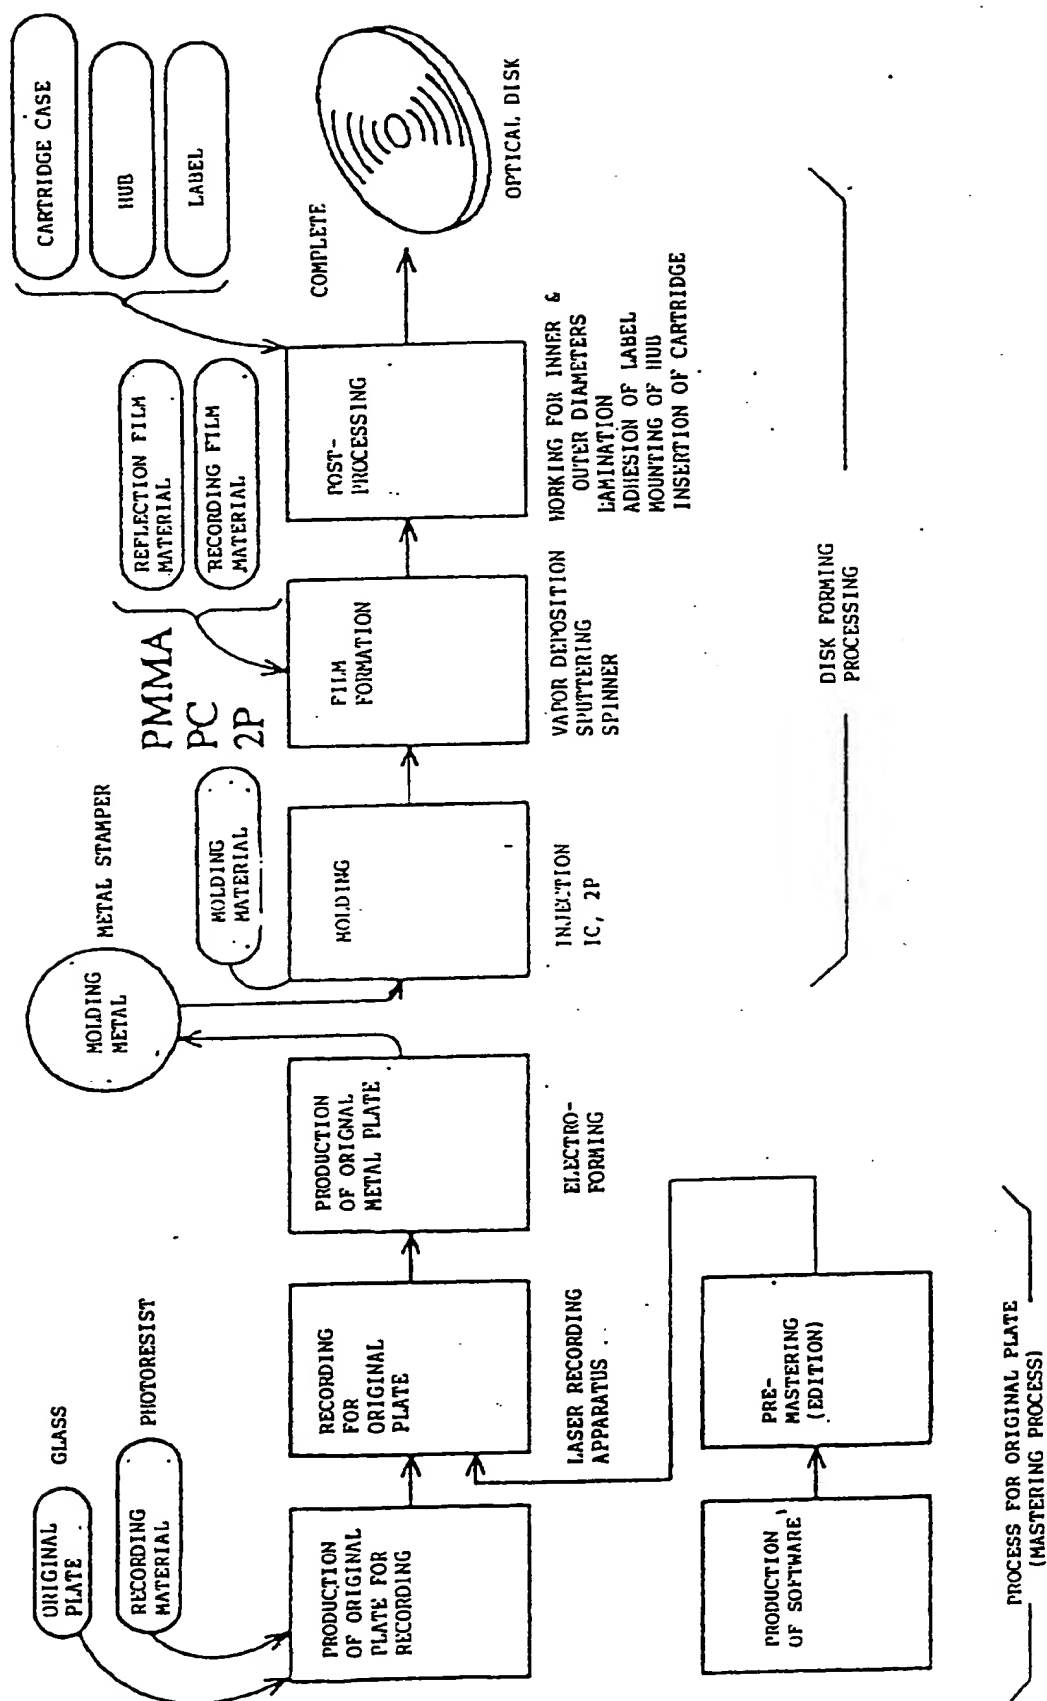 ORIGINAL
PLATE
GLASS
RECORDING
MATERIAL
PHOTORESIST
PRODUCTION
OF ORIGINAL
PLATE FOR
RECORDING
RECORDING
FOR
ORIGINAL
PLATE
LASER RECORDING
APPARATUS
PRODUCTION
OF SOFTWARE
PRE-
MASTERING
(EDITION)
PROCESS FOR ORIGINAL PLATE
(MASTERING PROCESS)
PRODUCTION
OF ORIGNAL
METAL PLATE
ELECTRO-
FORMING
MOLDING
METAL
METAL STAMPER
MOLDING
MATERIAL
PMMA
PC
2P
MOLDING
INJECTION
IC, 2P
REFLECTION FILM
MATERIAL
RECORDING FILM
MATERIAL
FILM
FORMATION
VAPOR DEPOSITION
SPUTTERING
SPINNER
CARTRIDGE CASE
HUB
LABEL
POST-
PROCESSING
WORKING FOR INNER &
OUTER DIAMETERS
LAMINATION
ADHESION OF LABEL
MOUNTING OF HUB
INSERTION OF CARTRIDGE
COMPLETE
OPTICAL DISK
DISK FORMING
PROCESSING